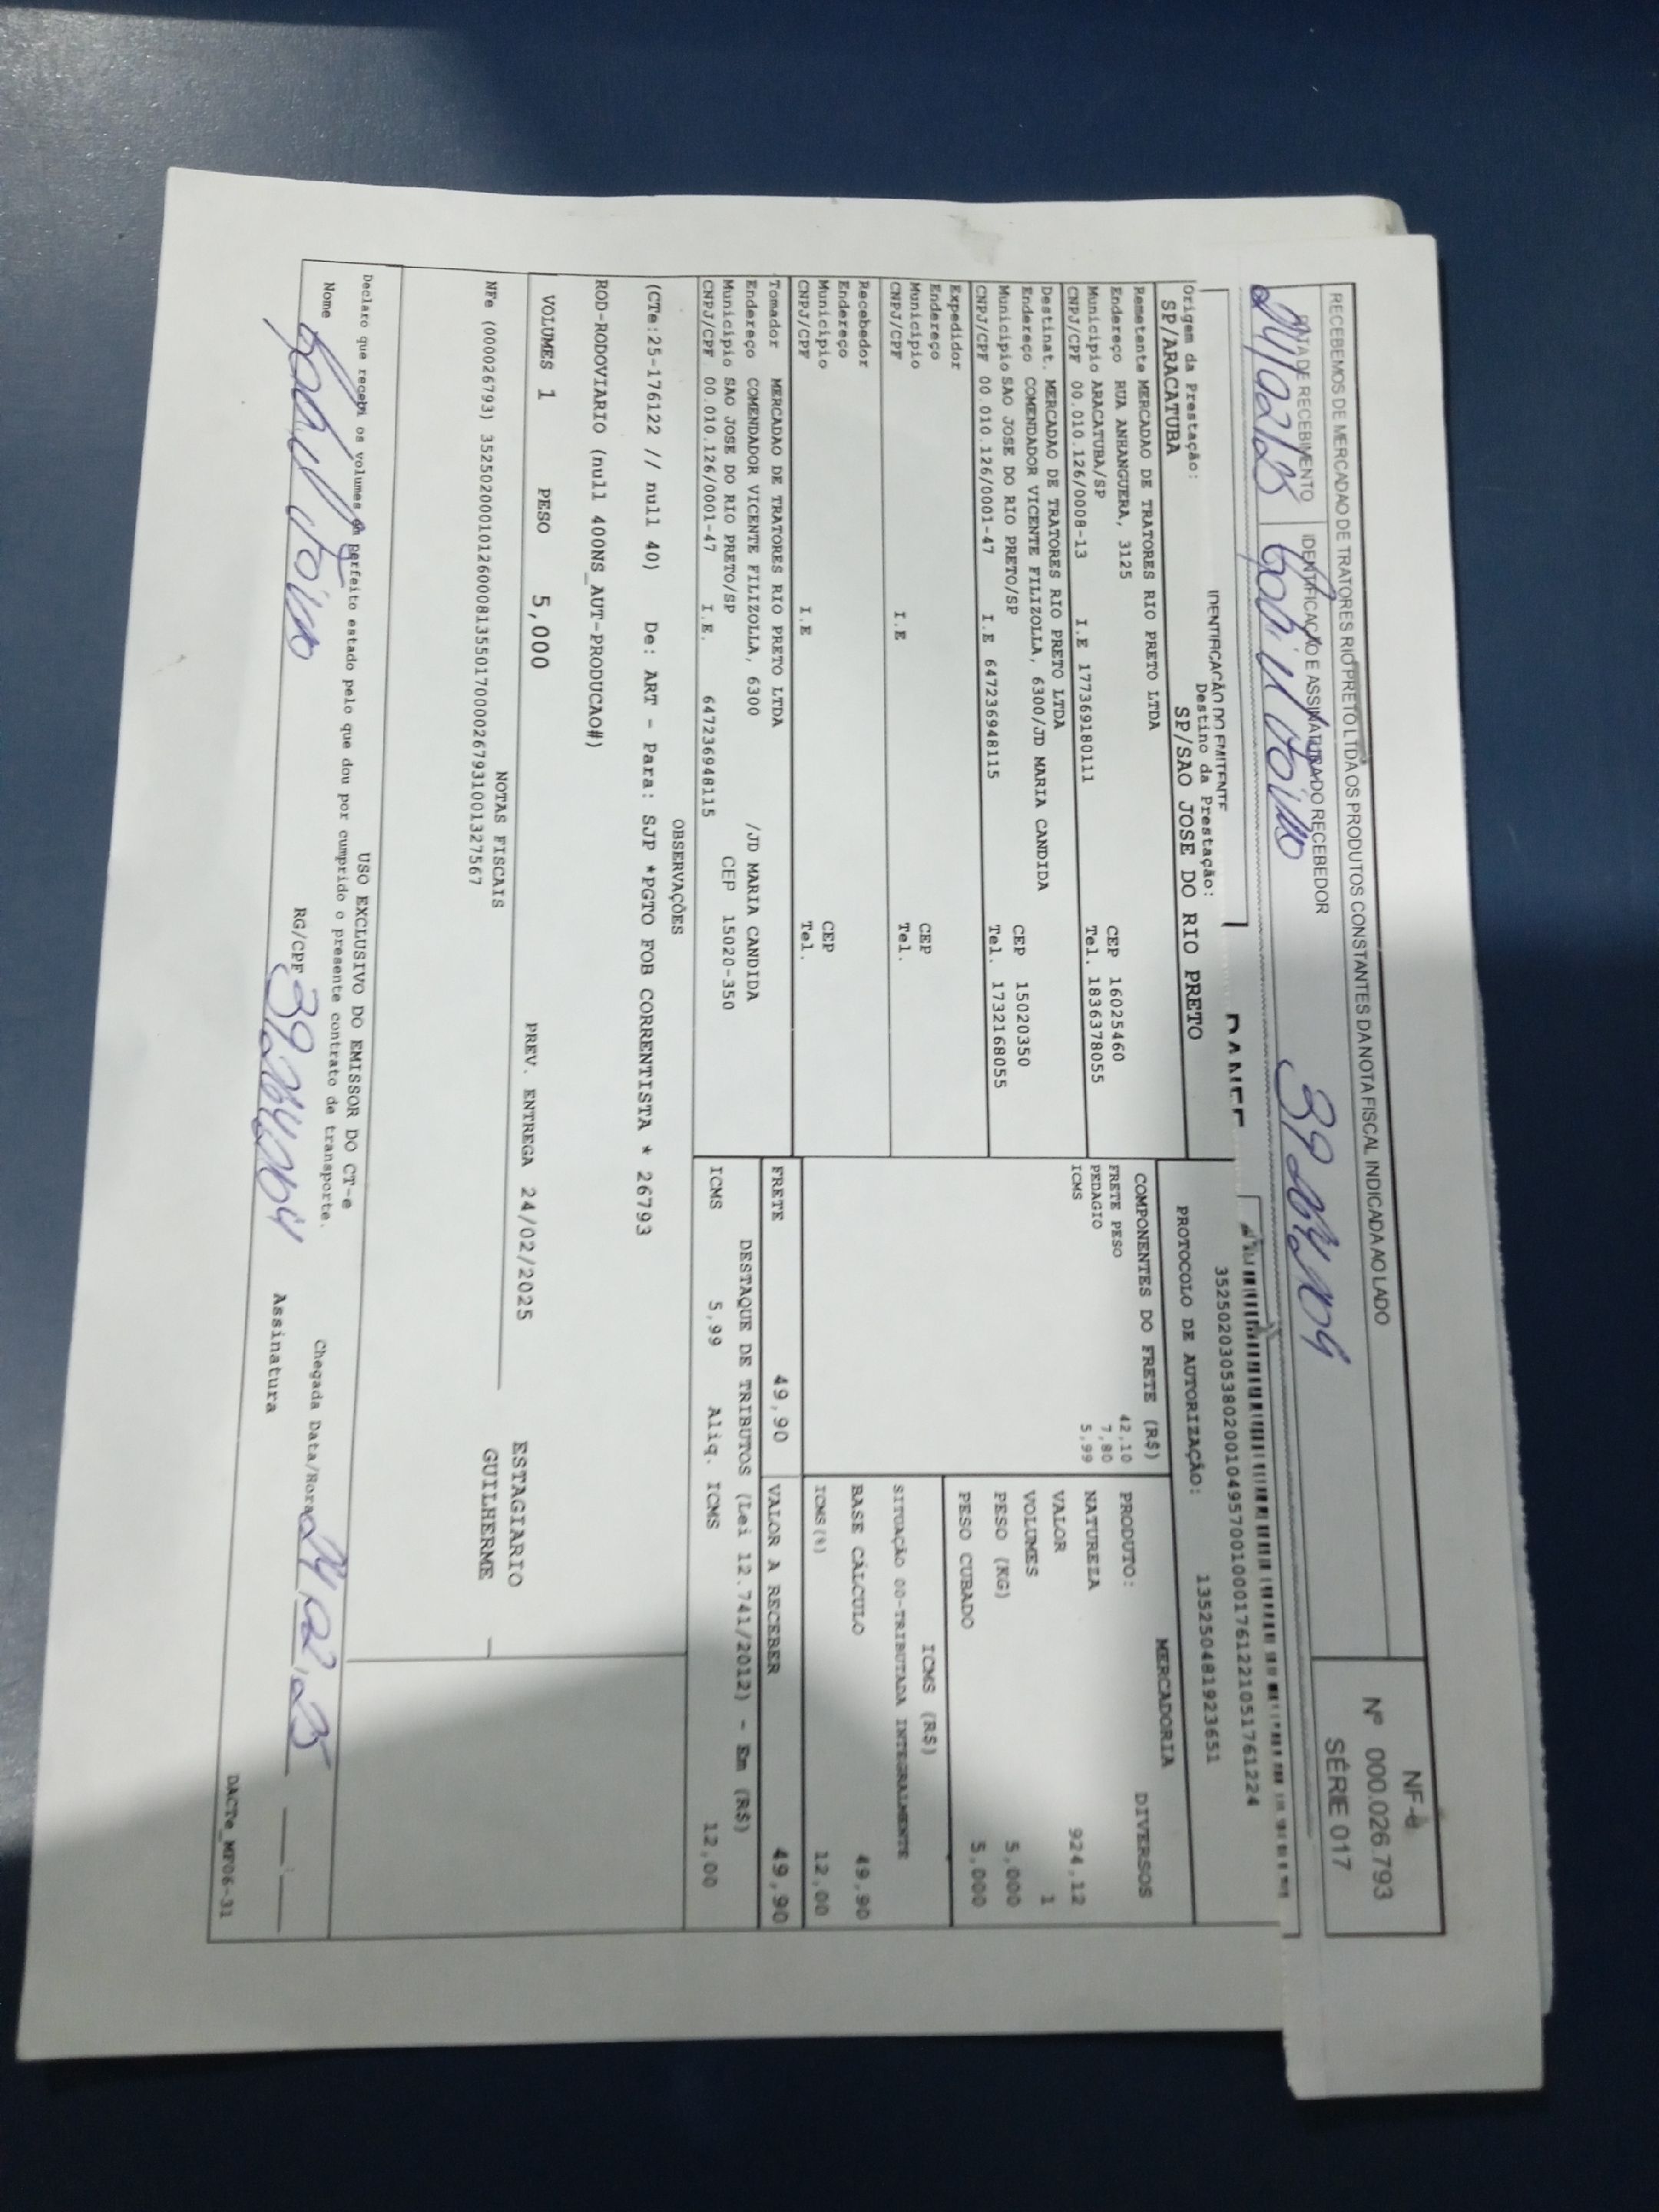 RECEBEMOS DE MERCADAO DE TRATORES RIO PRETO LTDA OS PRODUTOS CONSTANTES DA NOTA FISCAL INDICADA AO LADO
NF-e
Nº 000.026.793
SÉRIE 017
DATA DE RECEBIMENTO
IDENTIFICAÇÃO E ASSINATURA DO RECEBEDOR
24/02/25
IDENTIFICAÇÃO DO EMITENTE
DANFE
Origem da Prestação:
SP/ARACATUBA
Destino da Prestação:
SP/SAO JOSE DO RIO PRETO
35250203053802001049570010001761221051761224
PROTOCOLO DE AUTORIZAÇÃO: 135250481923651
Remetente MERCADAO DE TRATORES RIO PRETO LTDA
Endereço RUA ANHANGUERA, 3125 CEP 16025460
Municipio ARACATUBA/SP Tel. 1836378055
CNPJ/CPF 00.010.126/0008-13 I.E 177369180111
Destinat. MERCADAO DE TRATORES RIO PRETO LTDA
Endereço COMENDADOR VICENTE FILIZOLLA, 6300/JD MARIA CANDIDA
Municipio SAO JOSE DO RIO PRETO/SP CEP 15020350
CNPJ/CPF 00.010.126/0001-47 I.E 647236948115 Tel. 1732168055
Expedidor
Endereço CEP
Municipio Tel.
CNPJ/CPF I.E
Recebedor
Endereço
Municipio CEP
CNPJ/CPF I.E Tel.
Tomador MERCADAO DE TRATORES RIO PRETO LTDA
Endereço COMENDADOR VICENTE FILIZOLLA, 6300 /JD MARIA CANDIDA
Municipio SAO JOSE DO RIO PRETO/SP CEP 15020-350
CNPJ/CPF 00.010.126/0001-47 I.E. 647236948115
COMPONENTES DO FRETE (R$)
FRETE PESO 42,10
PEDAGIO 7,80
ICMS 5,99
MERCADORIA
PRODUTO: DIVERSOS
NATUREZA
VALOR 924,12
VOLUMES 1
PESO (KG) 5,000
PESO CUBADO 5,000
ICMS (R$)
SITUAÇÃO 00-TRIBUTADA INTEGRALMENTE
BASE CÁLCULO 49,90
ICMS(%) 12,00
FRETE 49,90
VALOR A RECEBER 49,90
DESTAQUE DE TRIBUTOS (Lei 12.741/2012) - Em (R$)
ICMS 5,99 Aliq. ICMS 12,00
OBSERVAÇÕES
(CTe:25-176122 // null 40) De: ART - Para: SJP *PGTO FOB CORRENTISTA * 26793
ROD-RODOVIARIO (null 400NS_AUT-PRODUCAO#)
VOLUMES 1 PESO 5,000 PREV. ENTREGA 24/02/2025
ESTAGIARIO
GUILHERME
NOTAS FISCAIS
NFe (000026793) 35250200010126000813550170000267931001327567
USO EXCLUSIVO DO EMISSOR DO CT-e
Declaro que recebi os volumes em perfeito estado pelo que dou por cumprido o presente contrato de transporte.
Nome
RG/CPF
Assinatura
Chegada Data/Hora 24,02,25
DACTe_MP06-31